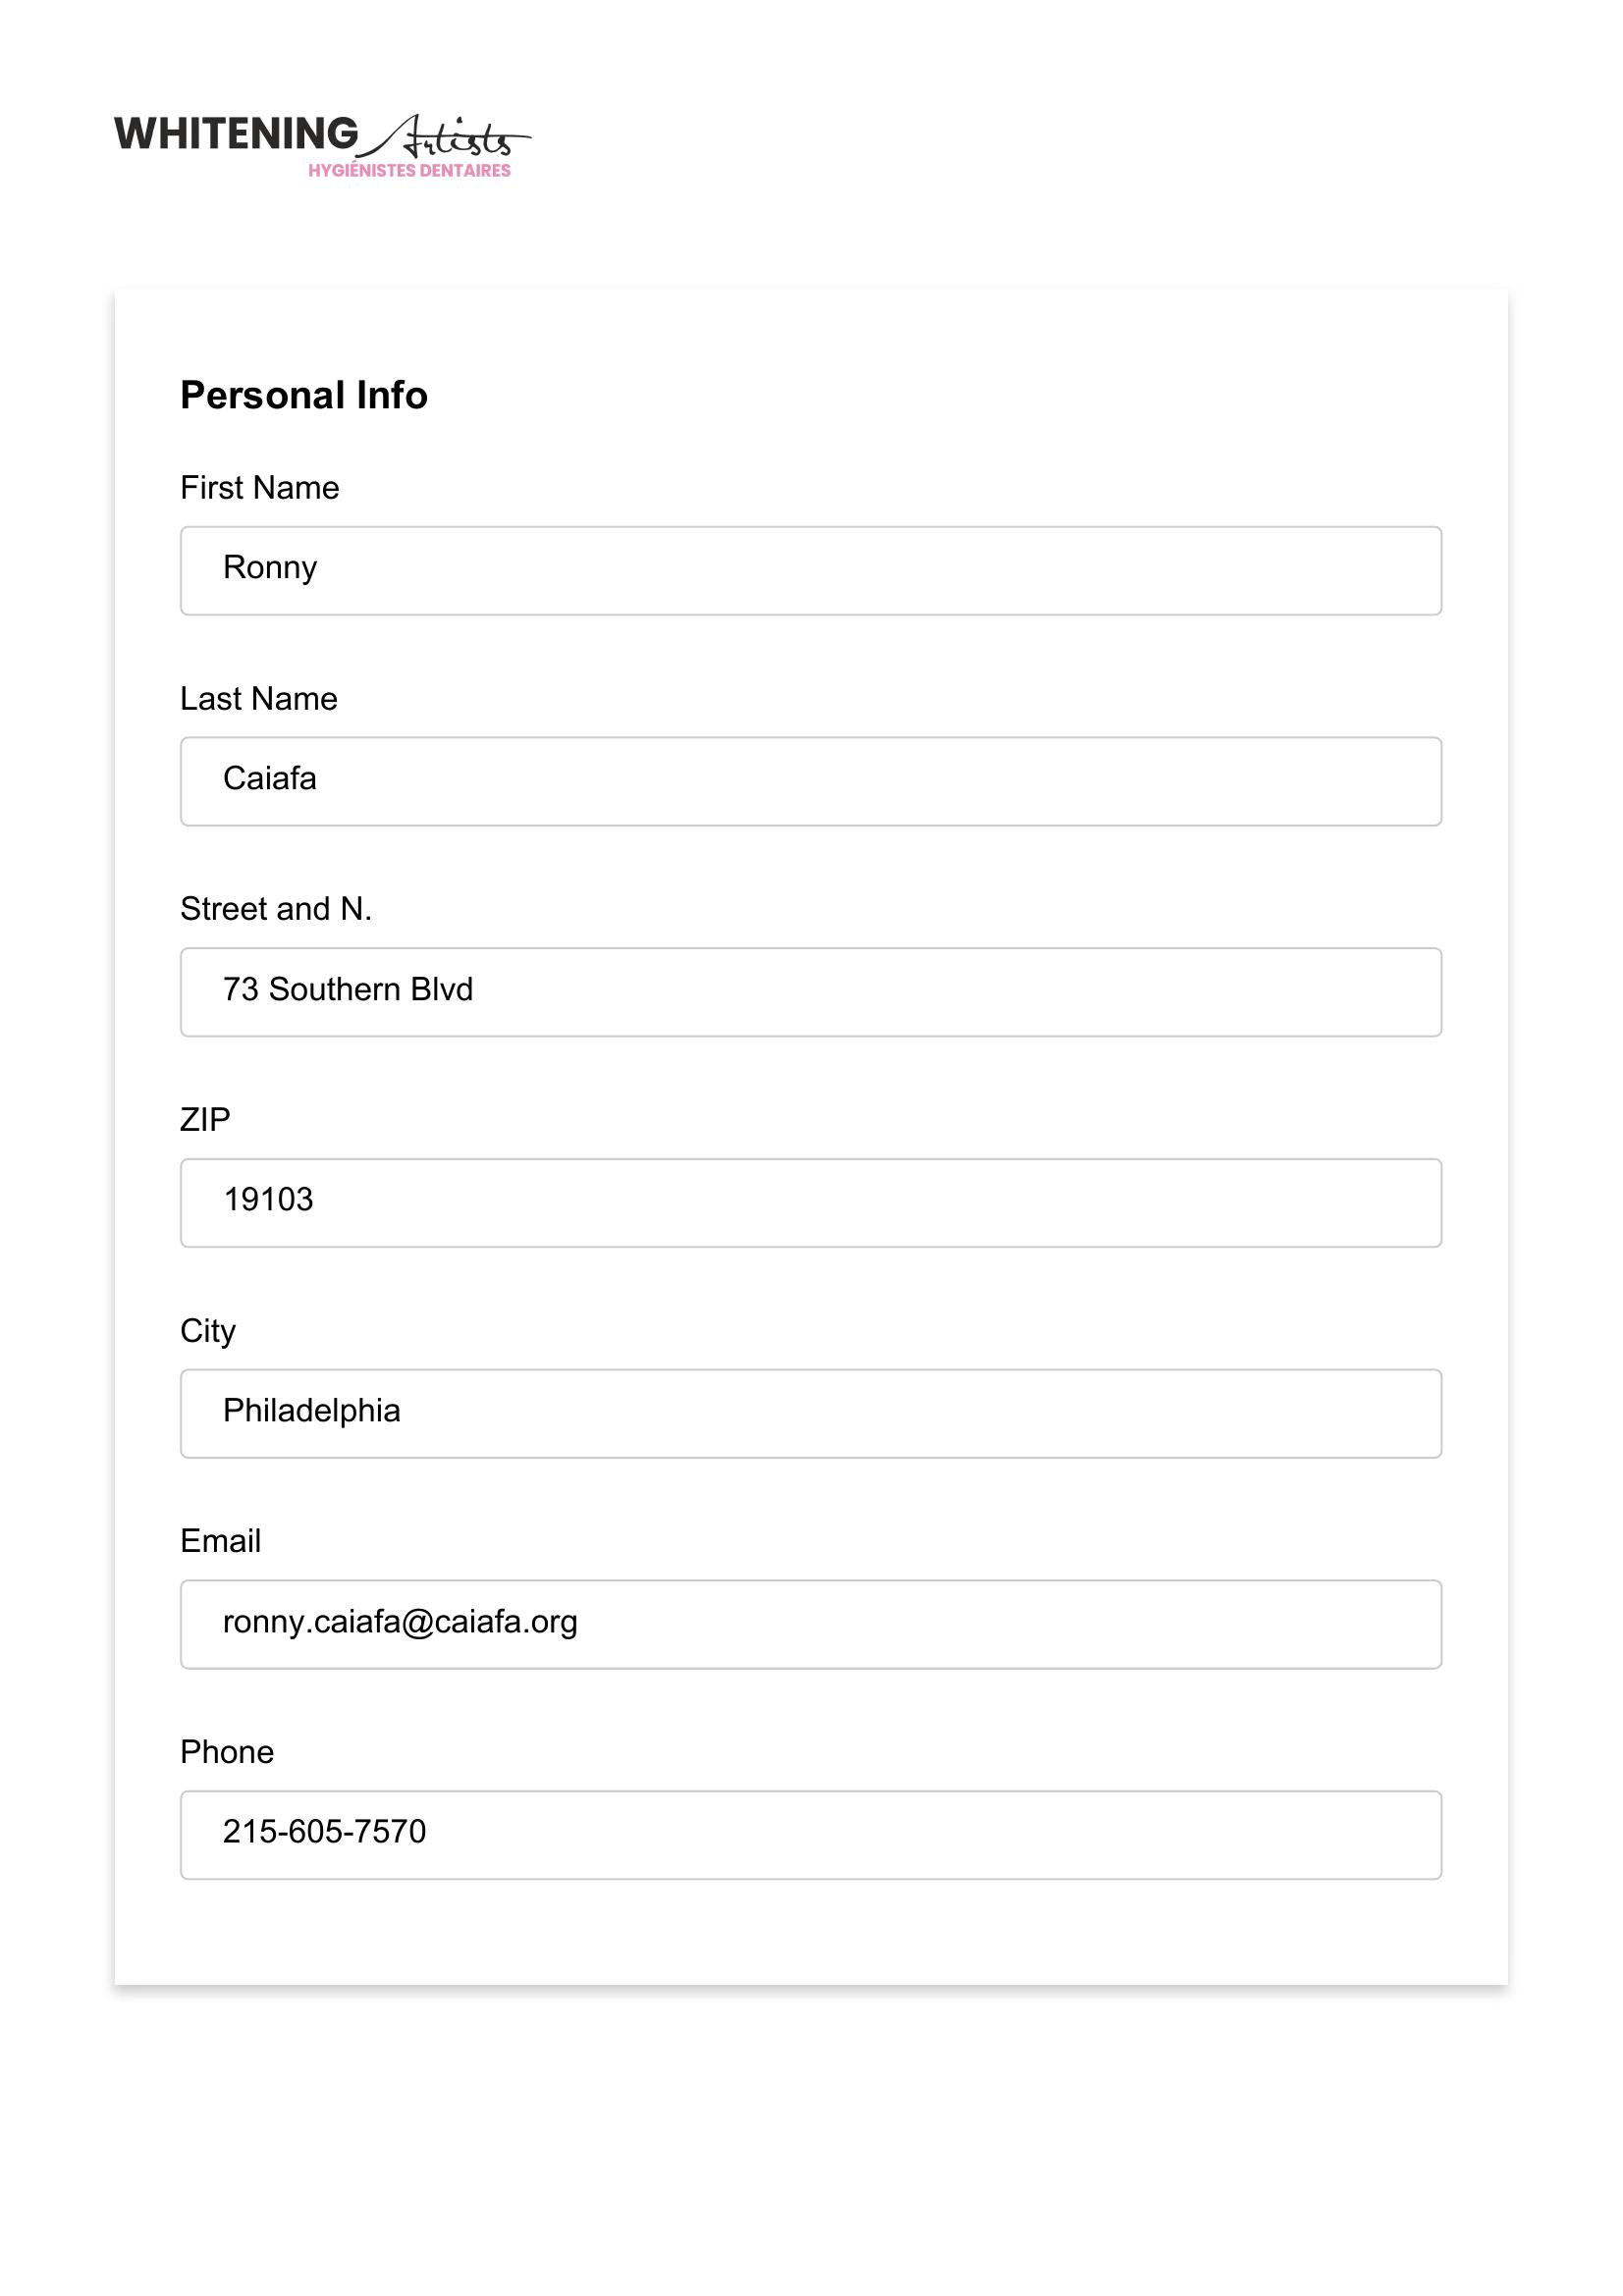 WHITENING Artists
HYGIÉNISTES DENTAIRES
Personal Info
First Name
Ronny
Last Name
Caiafa
Street and N.
73 Southern Blvd
ZIP
19103
City
Philadelphia
Email
ronny.caiafa@caiafa.org
Phone
215-605-7570